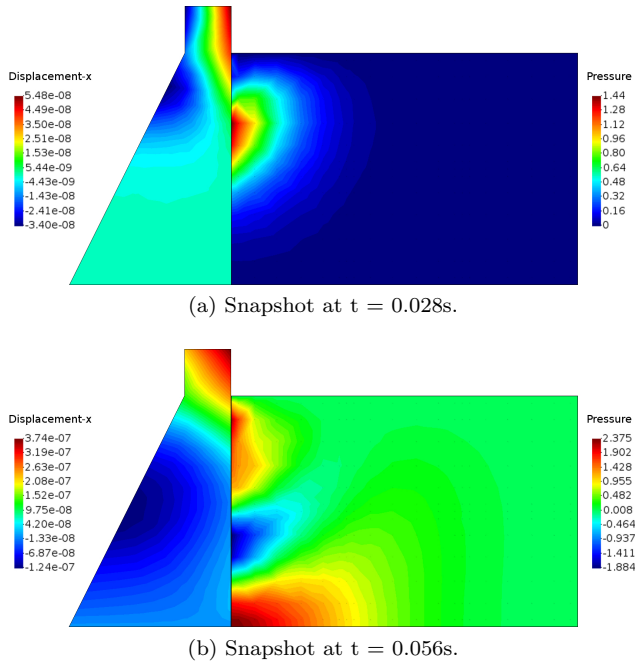 Displacement-x
5.48e-08
4.49e-08
3.50e-08
2.51e-08
1.53e-08
5.44e-09
-4.43e-09
-1.43e-08
-2.41e-08
-3.40e-08
Pressure
1.44
1.28
1.12
0.96
0.80
0.64
0.48
0.32
0.16
0
(a) Snapshot at t = 0.028s.
Displacement-x
3.74e-07
3.19e-07
2.63e-07
2.08e-07
1.52e-07
9.75e-08
4.20e-08
-1.33e-08
-6.87e-08
-1.24e-07
Pressure
2.375
1.902
1.428
0.955
0.482
0.008
-0.464
-0.937
-1.411
-1.884
(b) Snapshot at t = 0.056s.